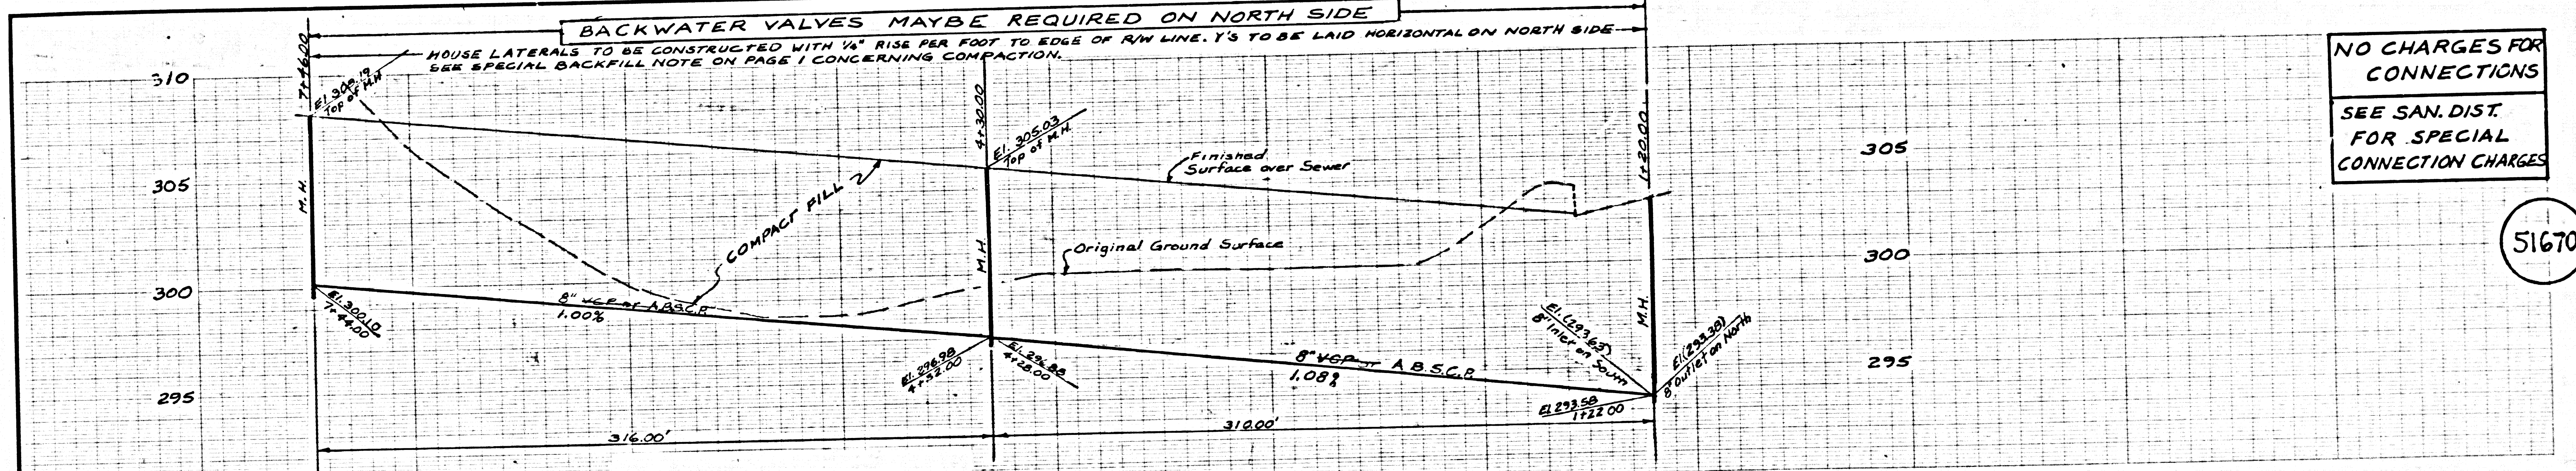 BACKWATER VALVES MAYBE REQUIRED ON NORTH SIDE
HOUSE LATERALS TO BE CONSTRUCTED WITH 1/4" RISE PER FOOT TO EDGE OF R/W LINE. Y'S TO BE LAID HORIZONTAL ON NORTH SIDE
SEE SPECIAL BACKFILL NOTE ON PAGE 1 CONCERNING COMPACTION.
NO CHARGES FOR
CONNECTIONS
SEE SAN. DIST.
FOR SPECIAL
CONNECTION CHARGES
51670
310
305
300
295
7+46.00
El. 308.19
Top of M.H.
M.H.
El. 300.10
7+44.00
8" VCP or A.B.S.C.P.
1.00%
COMPACT FILL
4+30.00
El. 305.03
Top of M.H.
M.H.
El. 296.98
4+32.00
El. 296.88
4+28.00
Finished
Surface over Sewer
Original Ground Surface
8" VCP or A.B.S.C.P.
1.08%
1+20.00
M.H.
El. (293.63)
8" Inlet on South
El. (293.38)
8" Outlet on North
El. 293.58
1+22.00
316.00'
310.00'
305
300
295